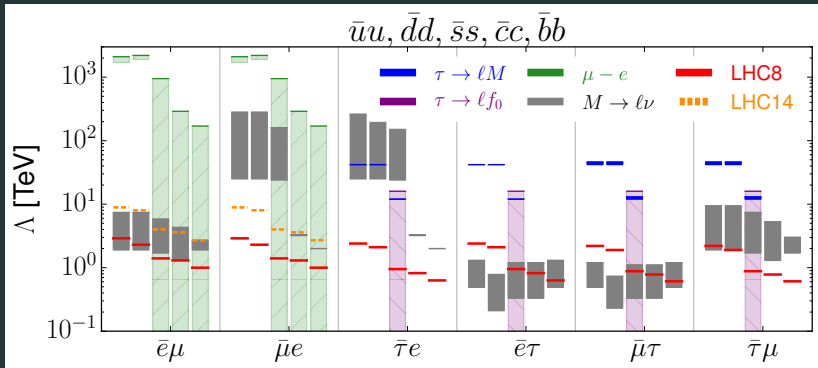 ūu, d̄d, s̄s, c̄c, b̄b
τ → ℓM μ − e LHC8
τ → ℓf₀ M → ℓν LHC14
Λ [TeV]
10³
10²
10¹
10⁰
10⁻¹
ēμ μ̄e τ̄e ēτ μ̄τ τ̄μ